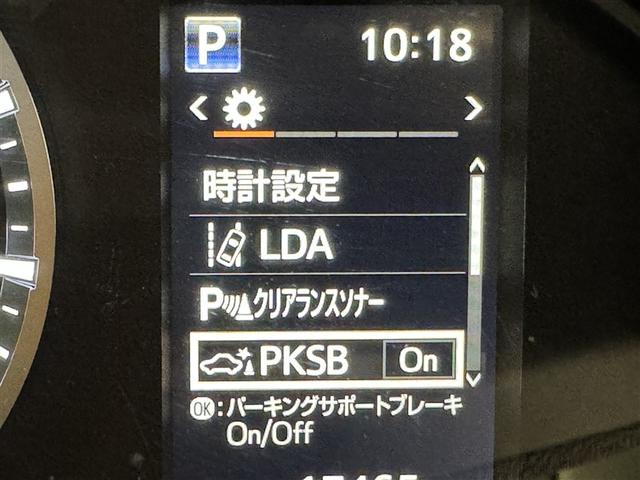 P 10:18
時計設定
LDA
P クリアランスソナー
PKSB On
OK:パーキングサポートブレーキ
On/Off